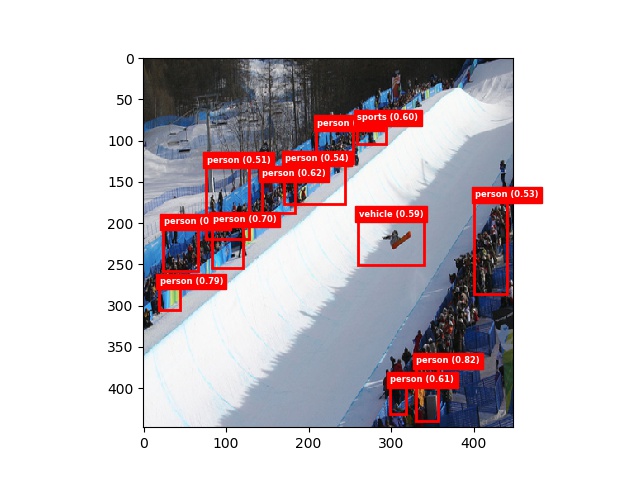 0
50
100
150
200
250
300
350
400
0
100
200
300
400
person
sports (0.60)
person (0.51)
person (0.54)
person (0.62)
person (0.53)
person (0
person (0.70)
vehicle (0.59)
person (0.79)
person (0.82)
person (0.61)